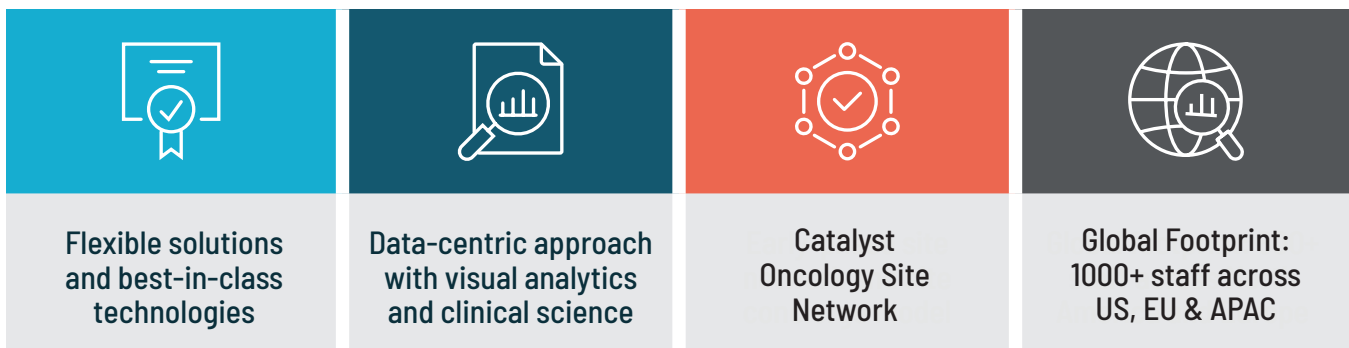 Flexible solutions
and best-in-class
technologies
Data-centric approach
with visual analytics
and clinical science
Catalyst
Oncology Site
Network
Global Footprint:
1000+ staff across
US, EU & APAC